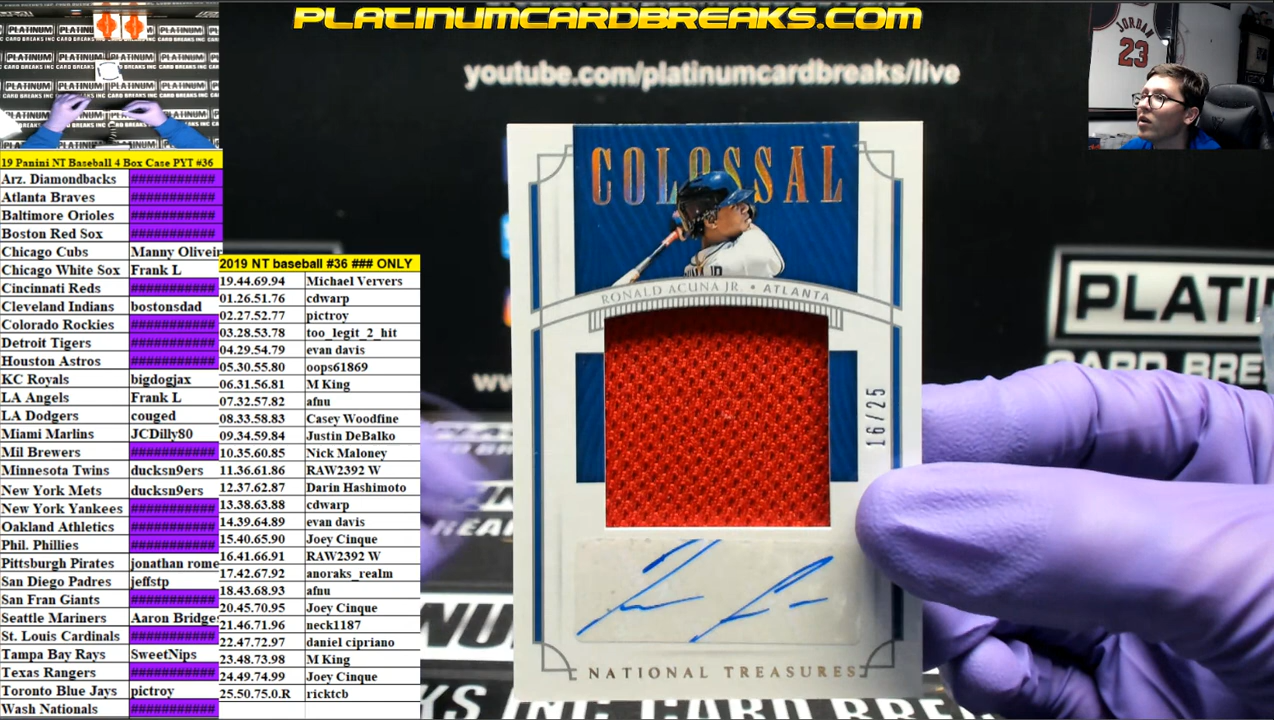 PLATINUMCARDBREAKS.COM
youtube.com/platinumcardbreaks/live
JORDAN
23
19 Panini NT Baseball 4 Box Case PYT #36
Arz. Diamondbacks ###########
Atlanta Braves ###########
Baltimore Orioles ###########
Boston Red Sox ###########
Chicago Cubs Manny Oliveir
Chicago White Sox Frank L
Cincinnati Reds ###########
Cleveland Indians bostonsdad
Colorado Rockies ###########
Detroit Tigers ###########
Houston Astros ###########
KC Royals bigdogjax
LA Angels Frank L
LA Dodgers couged
Miami Marlins JCDilly80
Mil Brewers ###########
Minnesota Twins ducksn9ers
New York Mets ducksn9ers
New York Yankees ###########
Oakland Athletics ###########
Phil. Phillies ###########
Pittsburgh Pirates jonathan rome
San Diego Padres jeffstp
San Fran Giants ###########
Seattle Mariners Aaron Bridge
St. Louis Cardinals ###########
Tampa Bay Rays SweetNips
Texas Rangers ###########
Toronto Blue Jays pictroy
Wash Nationals ###########
2019 NT baseball #36 ### ONLY
19.44.69.94 Michael Ververs
01.26.51.76 cdwarp
02.27.52.77 pictroy
03.28.53.78 too_legit_2_hit
04.29.54.79 evan davis
05.30.55.80 oops61869
06.31.56.81 M King
07.32.57.82 afnu
08.33.58.83 Casey Woodfine
09.34.59.84 Justin DeBalko
10.35.60.85 Nick Maloney
11.36.61.86 RAW2392 W
12.37.62.87 Darin Hashimoto
13.38.63.88 cdwarp
14.39.64.89 evan davis
15.40.65.90 Joey Cinque
16.41.66.91 RAW2392 W
17.42.67.92 anoraks_realm
18.43.68.93 afnu
20.45.70.95 Joey Cinque
21.46.71.96 neck1187
22.47.72.97 daniel cipriano
23.48.73.98 M King
24.49.74.99 Joey Cinque
25.50.75.0.R ricktcb
COLOSSAL
RONALD ACUNA JR. • ATLANTA
16/25
NATIONAL TREASURES
PLATI
CARD BREA